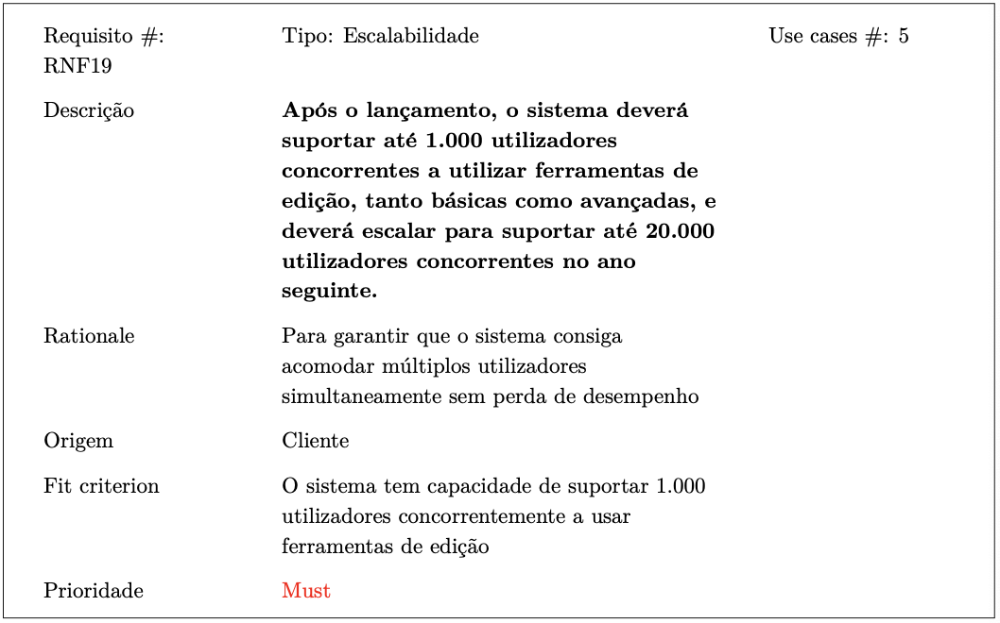 Requisito #: Tipo: Escalabilidade Use cases #: 5
RNF19
Descrição Após o lançamento, o sistema deverá
suportar até 1.000 utilizadores
concorrentes a utilizar ferramentas de
edição, tanto básicas como avançadas, e
deverá escalar para suportar até 20.000
utilizadores concorrentes no ano
seguinte.
Rationale Para garantir que o sistema consiga
acomodar múltiplos utilizadores
simultaneamente sem perda de desempenho
Origem Cliente
Fit criterion O sistema tem capacidade de suportar 1.000
utilizadores concorrentemente a usar
ferramentas de edição
Prioridade Must